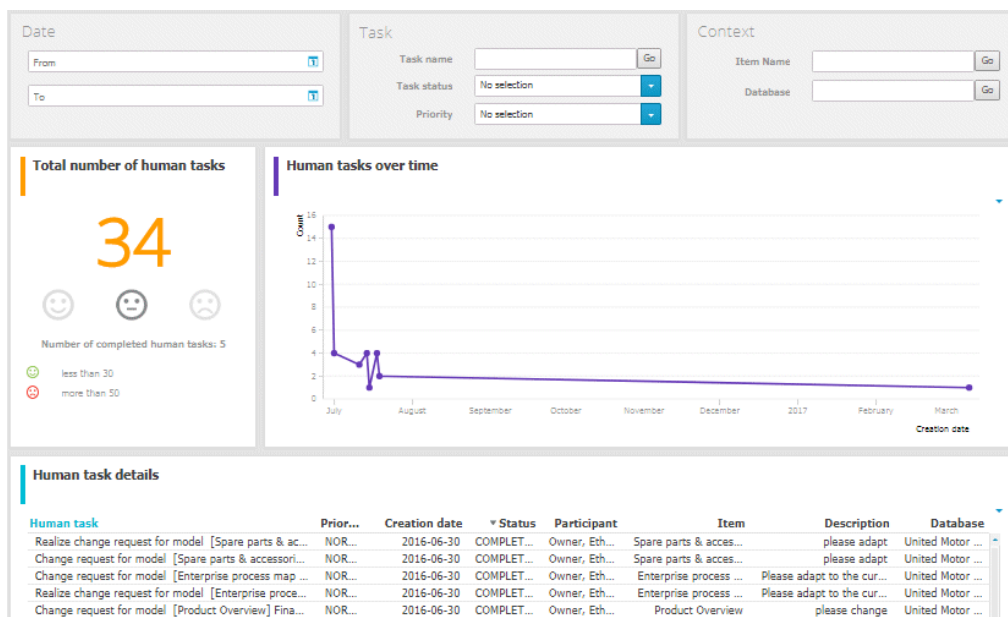 Date
From
To
Task
Task name Go
Task status No selection
Priority No selection
Context
Item Name Go
Database Go
Total number of human tasks
34
Number of completed human tasks: 5
less than 30
more than 50
Human tasks over time
Count
16
14
12
10
8
6
4
2
0
July August September October November December 2017 February March
Creation date
Human task details
Human task Prior... Creation date Status Participant Item Description Database
Realize change request for model [Spare parts & ac... NOR... 2016-06-30 COMPLET... Owner, Eth... Spare parts & acces... please adapt United Motor ...
Change request for model [Spare parts & accessori... NOR... 2016-06-30 COMPLET... Owner, Eth... Spare parts & acces... please adapt United Motor ...
Change request for model [Enterprise process map ... NOR... 2016-06-30 COMPLET... Owner, Eth... Enterprise process ... Please adapt to the cur... United Motor ...
Realize change request for model [Enterprise proce... NOR... 2016-06-30 COMPLET... Owner, Eth... Enterprise process ... Please adapt to the cur... United Motor ...
Change request for model [Product Overview] Fina... NOR... 2016-06-30 COMPLET... Owner, Eth... Product Overview please change United Motor ...